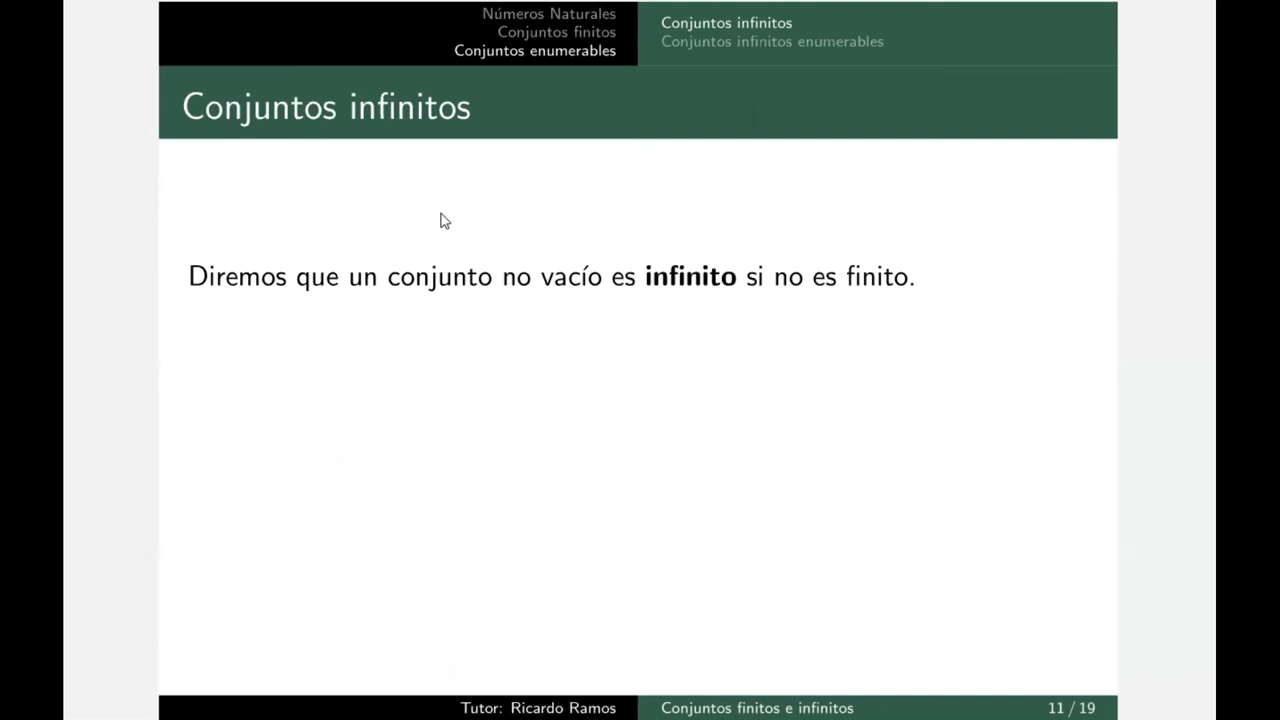 Números Naturales
Conjuntos finitos
Conjuntos enumerables
Conjuntos infinitos
Conjuntos infinitos enumerables
Conjuntos infinitos
Diremos que un conjunto no vacío es infinito si no es finito.
Tutor: Ricardo Ramos
Conjuntos finitos e infinitos
11 / 19